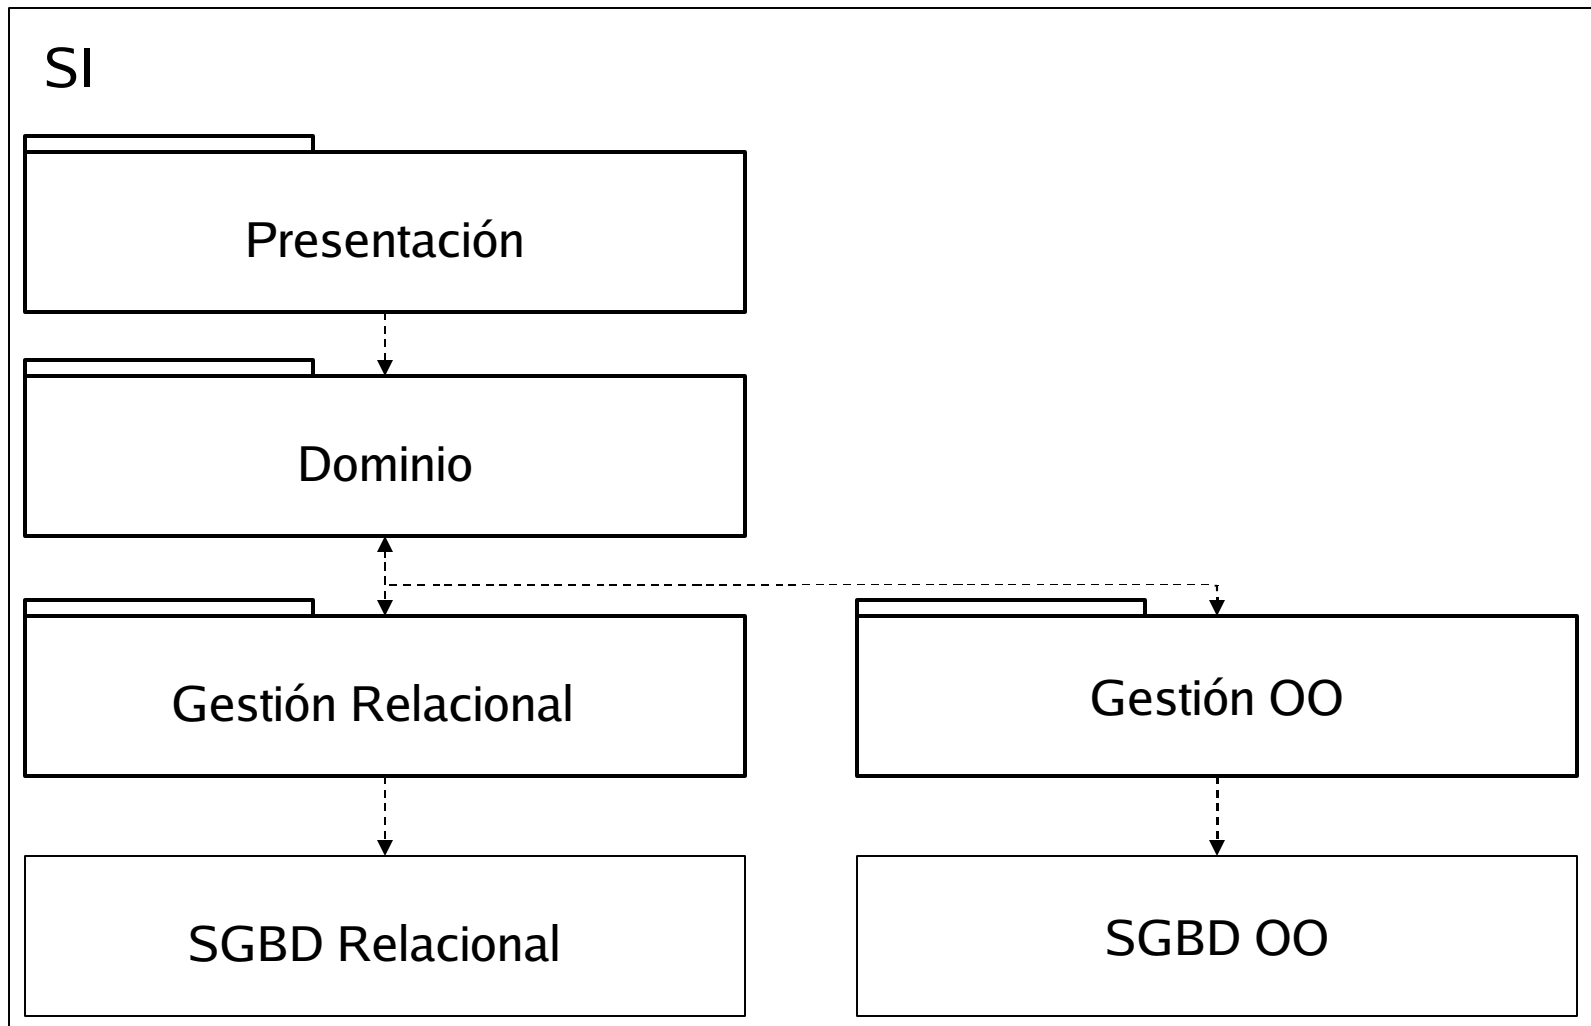 SI
Presentación
Dominio
Gestión Relacional
Gestión OO
SGBD Relacional
SGBD OO